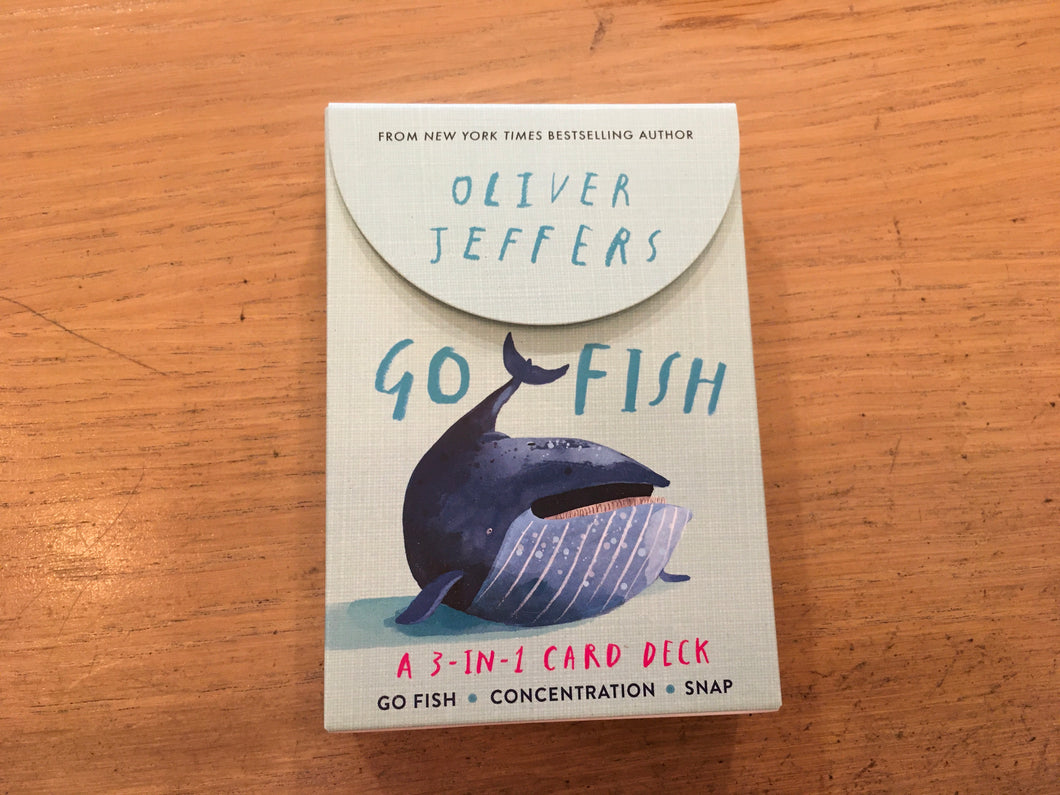 FROM NEW YORK TIMES BESTSELLING AUTHOR
OLIVER
JEFFERS
GO FISH
A 3-IN-1 CARD DECK
GO FISH • CONCENTRATION • SNAP